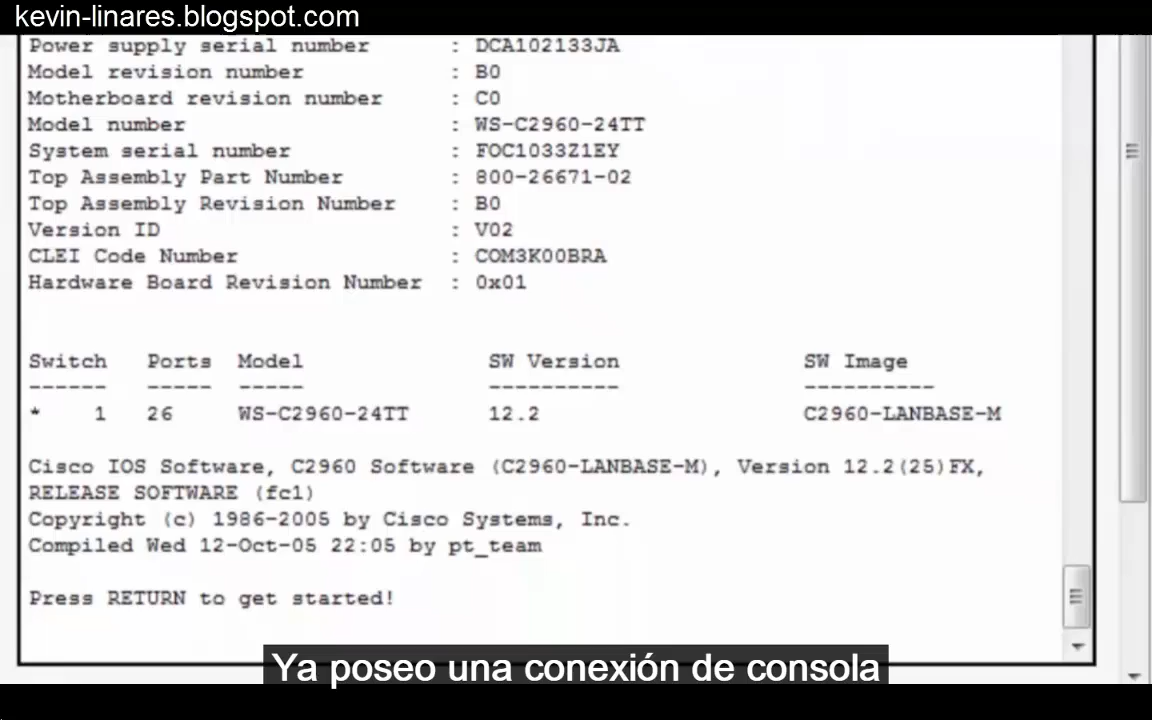 kevin-linares.blogspot.com
Power supply serial number : DCA102133JA
Model revision number : B0
Motherboard revision number : C0
Model number : WS-C2960-24TT
System serial number : FOC1033Z1EY
Top Assembly Part Number : 800-26671-02
Top Assembly Revision Number : B0
Version ID : V02
CLEI Code Number : COM3K00BRA
Hardware Board Revision Number : 0x01
Switch Ports Model SW Version SW Image
------ ----- ----- ---------- ----------
* 1 26 WS-C2960-24TT 12.2 C2960-LANBASE-M
Cisco IOS Software, C2960 Software (C2960-LANBASE-M), Version 12.2(25)FX,
RELEASE SOFTWARE (fc1)
Copyright (c) 1986-2005 by Cisco Systems, Inc.
Compiled Wed 12-Oct-05 22:05 by pt_team
Press RETURN to get started!
Ya poseo una conexión de consola